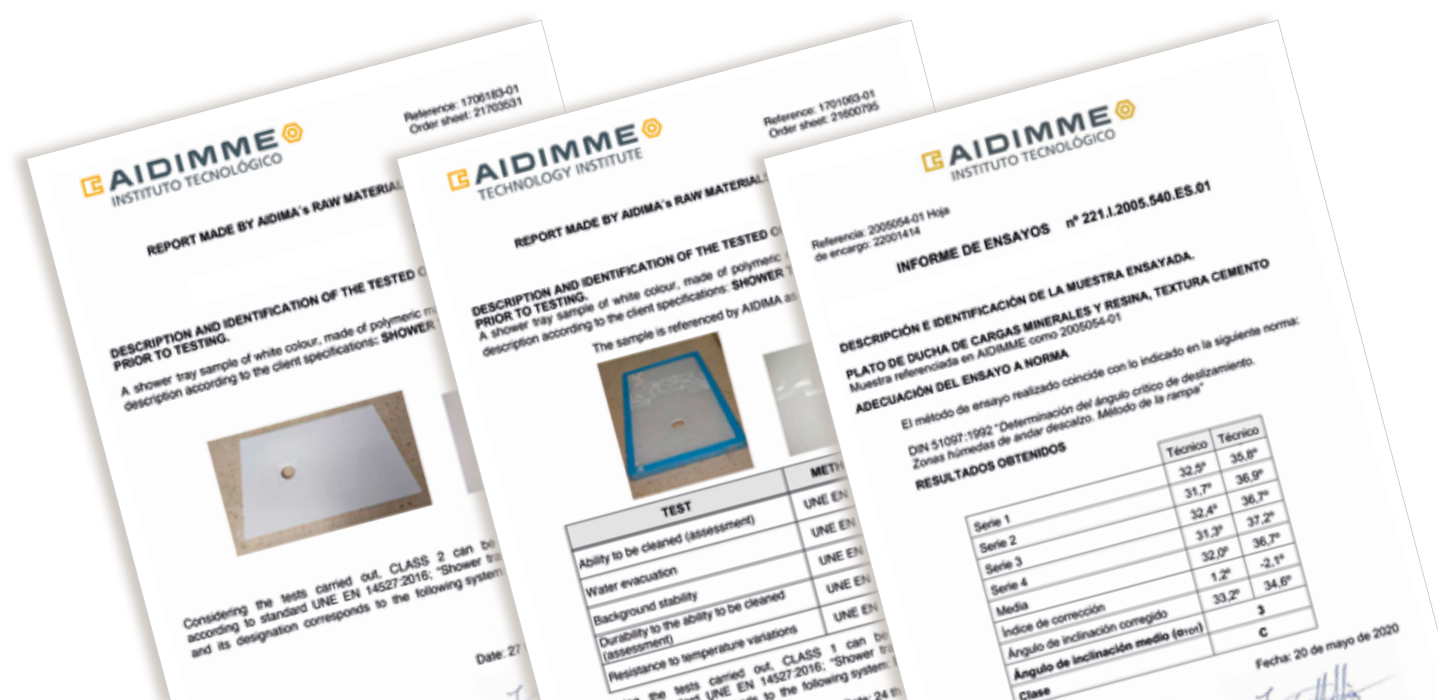 AIDIMME
INSTITUTO TECNOLÓGICO
Reference: 1706183-01
Order sheet: 21703531
REPORT MADE BY AIDIMA´s RAW MATERIAL
DESCRIPTION AND IDENTIFICATION OF THE TESTED
PRIOR TO TESTING.
A shower tray sample of white colour, made of polymeric
description according to the client specifications: SHOWER
Considering the tests carried out, CLASS 2 can be
according to standard UNE EN 14527:2016; "Shower
and its designation corresponds to the following system
Date: 27
AIDIMME
TECHNOLOGY INSTITUTE
Reference: 1701063-01
Order sheet: 21600795
REPORT MADE BY AIDIMA´s RAW MATERIALS
DESCRIPTION AND IDENTIFICATION OF THE TESTED
PRIOR TO TESTING.
A shower tray sample of white colour, made of polymeric
description according to the client specifications: SHOWER
The sample is referenced by AIDIMA as
TEST METH
Ability to be cleaned (assessment) UNE EN
Water evacuation UNE EN
Background stability UNE EN
Durability to the ability to be cleaned
(assessment) UNE EN
Resistance to temperature variations UNE EN
the tests carried out, CLASS 1 can be
UNE EN 14527:2016; "Shower
to the following system:
24 th
AIDIMME
INSTITUTO TECNOLÓGICO
Referencia: 2005054-01 Hoja
de encargo: 22001414
INFORME DE ENSAYOS nº 221.I.2005.540.ES.01
DESCRIPCIÓN E IDENTIFICACIÓN DE LA MUESTRA ENSAYADA.
PLATO DE DUCHA DE CARGAS MINERALES Y RESINA, TEXTURA CEMENTO
Muestra referenciada en AIDIMME como 2005054-01
ADECUACIÓN DEL ENSAYO A NORMA
El método de ensayo realizado coincide con lo indicado en la siguiente norma:
DIN 51097:1992 "Determinación del ángulo crítico de deslizamiento.
Zonas húmedas de andar descalzo. Método de la rampa"
RESULTADOS OBTENIDOS
Técnico Técnico
Serie 1 32,5º 35,8º
Serie 2 31,7º 36,9º
Serie 3 32,4º 36,7º
Serie 4 31,3º 37,2º
Media 32,0º 36,7º
Índice de corrección 1,2º -2,1º
Ángulo de inclinación corregido 33,2º 34,6º
Ángulo de inclinación medio 3
Clase C
Fecha: 20 de mayo de 2020